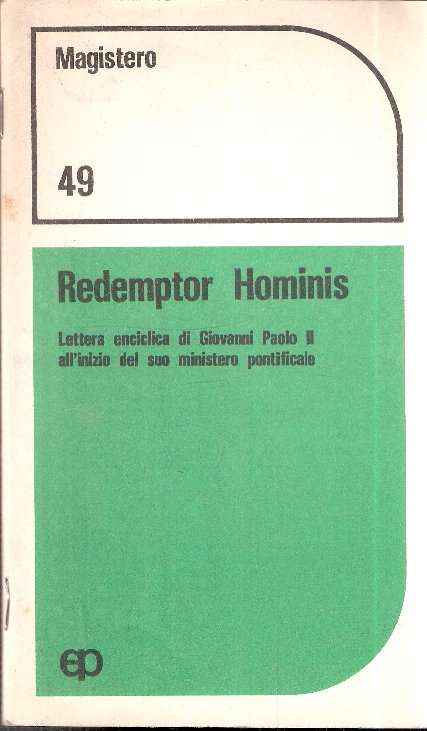 Magistero
49
Redemptor Hominis
Lettera enciclica di Giovanni Paolo II
all'inizio del suo ministero pontificale
ep